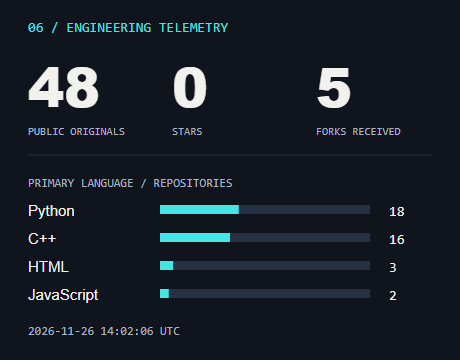 06 / ENGINEERING TELEMETRY
48 0 5
PUBLIC ORIGINALS STARS FORKS RECEIVED
PRIMARY LANGUAGE / REPOSITORIES
Python 18
C++ 16
HTML 3
JavaScript 2
2026-11-26 14:02:06 UTC